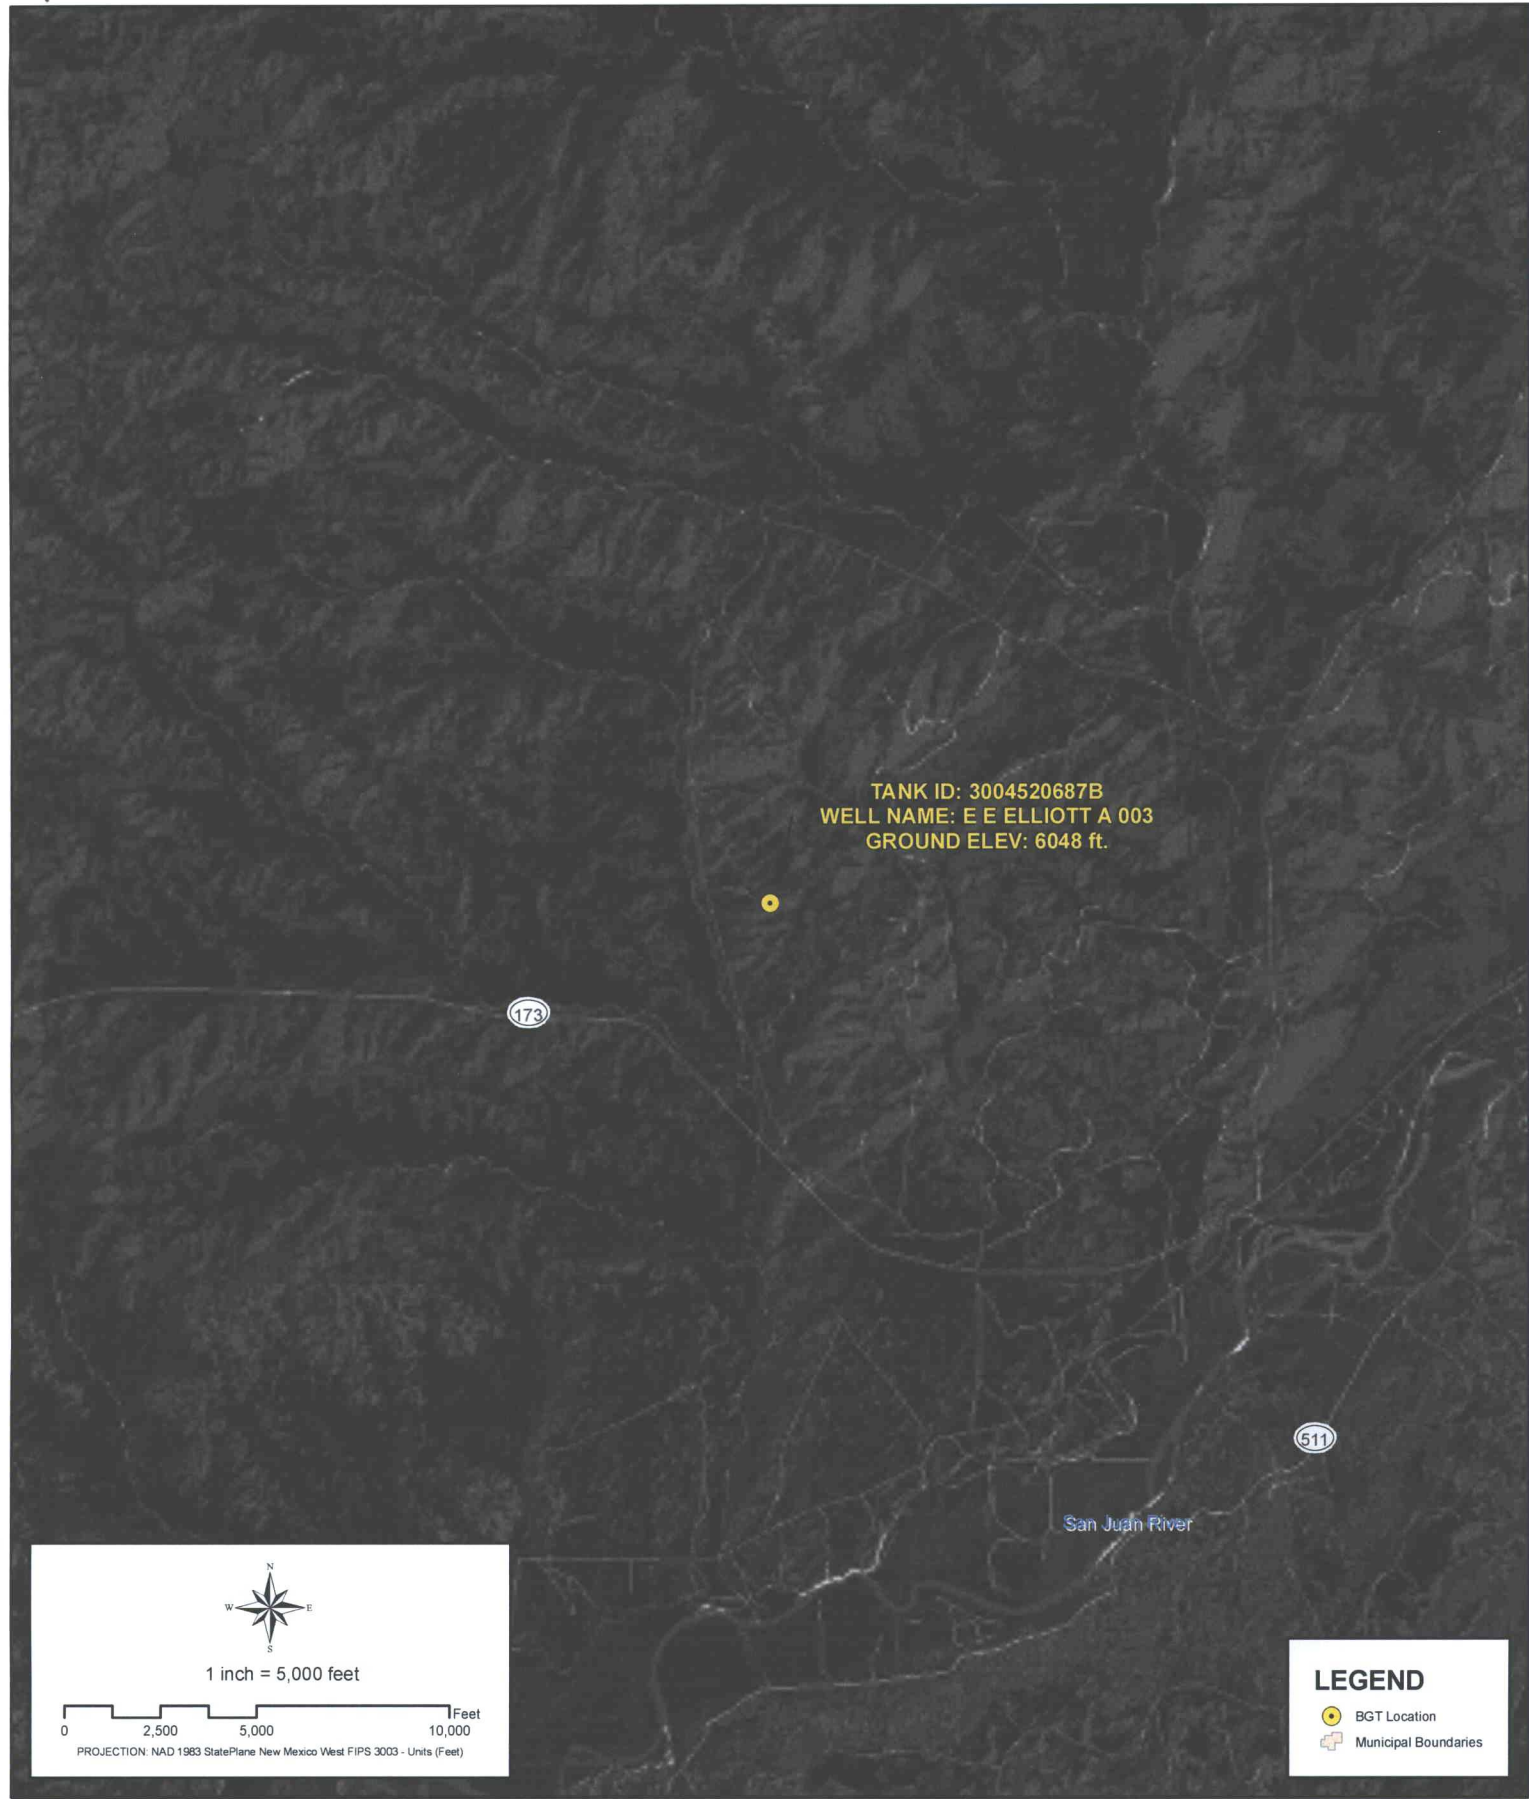 TANK ID: 3004520687B
WELL NAME: E E ELLIOTT A 003
GROUND ELEV: 6048 ft.
173
511
San Juan River
N
W E
S
1 inch = 5,000 feet
Feet
0 2,500 5,000 10,000
PROJECTION: NAD 1983 StatePlane New Mexico West FIPS 3003 - Units (Feet)
LEGEND
BGT Location
Municipal Boundaries